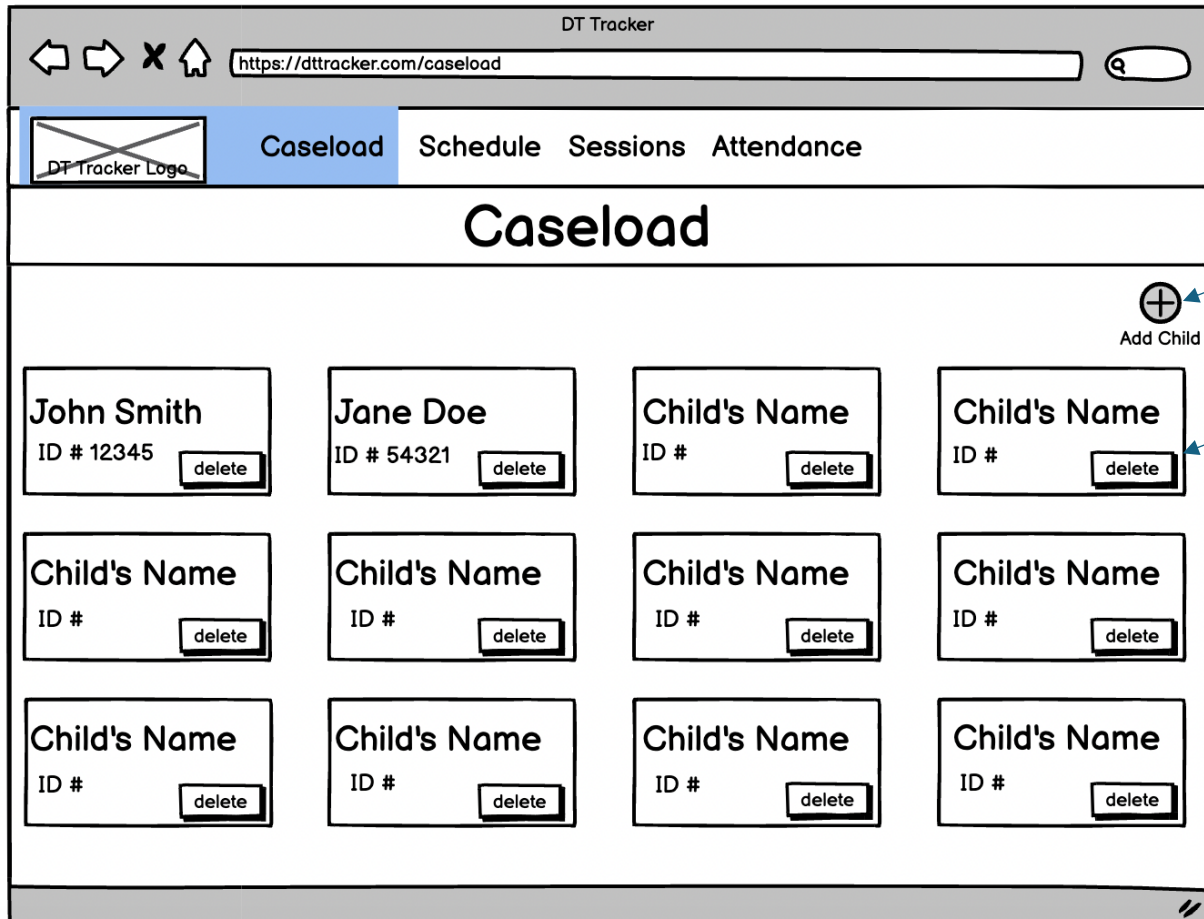 DT Tracker
https://dttracker.com/caseload
DT Tracker Logo
Caseload Schedule Sessions Attendance
Caseload
Add Child
John Smith
ID # 12345
delete
Jane Doe
ID # 54321
delete
Child's Name
ID #
delete
Child's Name
ID #
delete
Child's Name
ID #
delete
Child's Name
ID #
delete
Child's Name
ID #
delete
Child's Name
ID #
delete
Child's Name
ID #
delete
Child's Name
ID #
delete
Child's Name
ID #
delete
Child's Name
ID #
delete